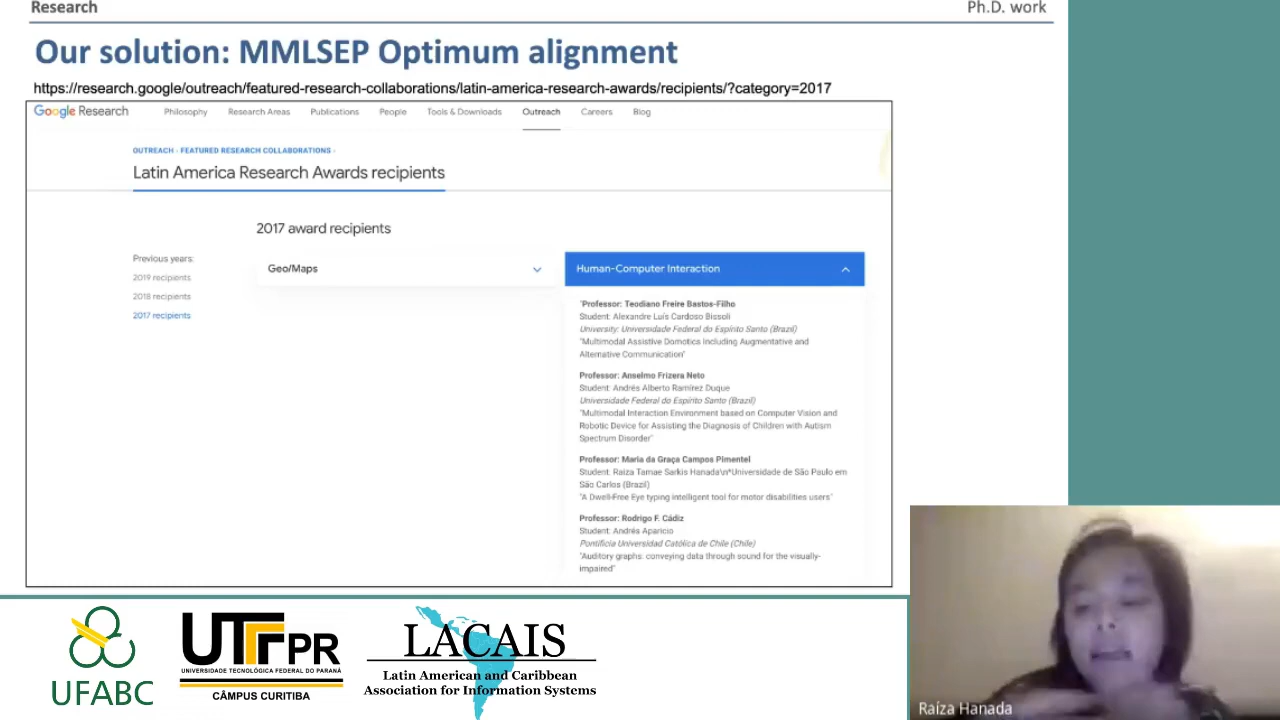 Research
Ph.D. work
Our solution: MMLSEP Optimum alignment
https://research.google/outreach/featured-research-collaborations/latin-america-research-awards/recipients/?category=2017
Google Research
Philosophy
Research Areas
Publications
People
Tools & Downloads
Outreach
Careers
Blog
OUTREACH › FEATURED RESEARCH COLLABORATIONS ›
Latin America Research Awards recipients
2017 award recipients
Previous years:
2019 recipients
2018 recipients
2017 recipients
Geo/Maps
Human-Computer Interaction
"Professor: Teodiano Freire Bastos-Filho
Student: Alexandre Luís Cardoso Bissoli
University: Universidade Federal do Espírito Santo (Brazil)
"Multimodal Assistive Domotics Including Augmentative and
Alternative Communication"
Professor: Anselmo Frizera Neto
Student: Andrés Alberto Ramírez Duque
Universidade Federal do Espírito Santo (Brazil)
"Multimodal Interaction Environment based on Computer Vision and
Robotic Device for Assisting the Diagnosis of Children with Autism
Spectrum Disorder"
Professor: Maria da Graça Campos Pimentel
Student: Raiza Tamae Sarkis Hanada\n*Universidade de São Paulo em
São Carlos (Brazil)
"A Dwell-Free Eye typing intelligent tool for motor disabilities users"
Professor: Rodrigo F. Cádiz
Student: Andrés Aparicio
Pontificia Universidad Católica de Chile (Chile)
"Auditory graphs: conveying data through sound for the visually-
impaired"
UFABC
UTFPR
UNIVERSIDADE TECNOLÓGICA FEDERAL DO PARANÁ
CÂMPUS CURITIBA
LACAIS
Latin American and Caribbean
Association for Information Systems
Raíza Hanada